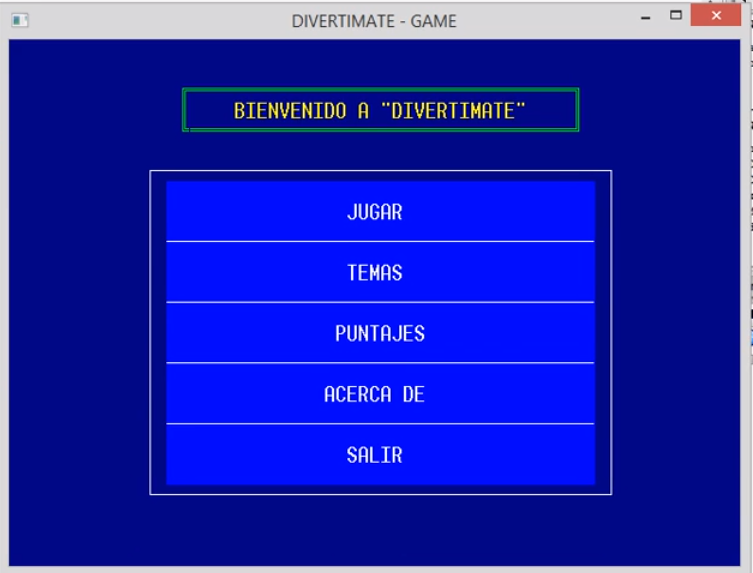 DIVERTIMATE - GAME
BIENVENIDO A "DIVERTIMATE"
JUGAR
TEMAS
PUNTAJES
ACERCA DE
SALIR